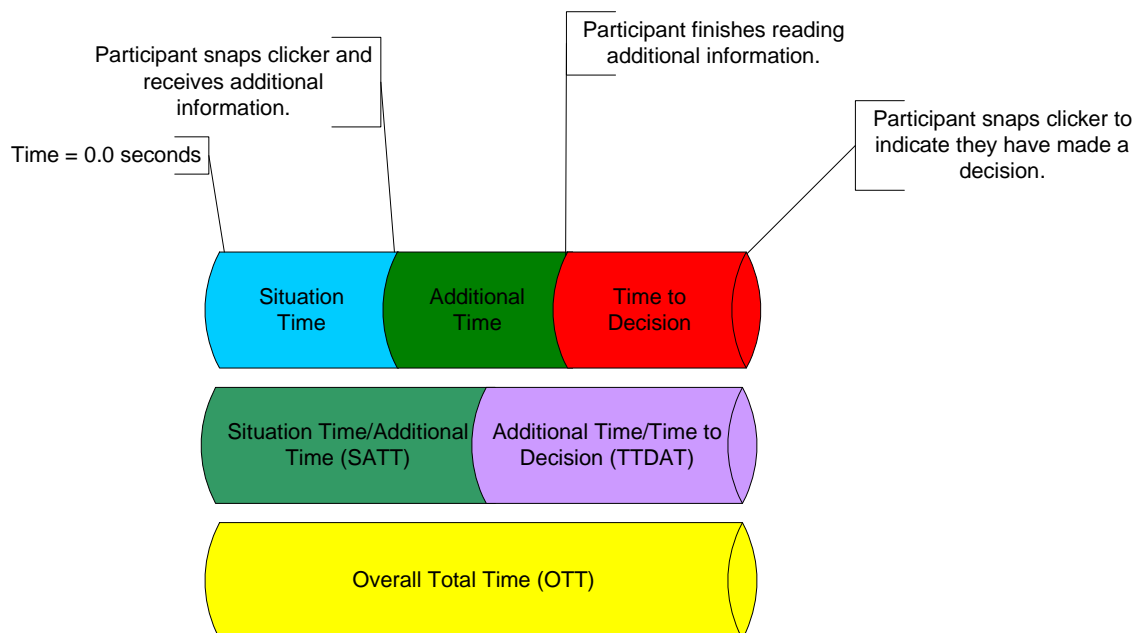 Participant snaps clicker and
receives additional
information.
Participant finishes reading
additional information.
Participant snaps clicker to
indicate they have made a
decision.
Time = 0.0 seconds
Situation
Time
Additional
Time
Time to
Decision
Situation Time/Additional
Time (SATT)
Additional Time/Time to
Decision (TTDAT)
Overall Total Time (OTT)